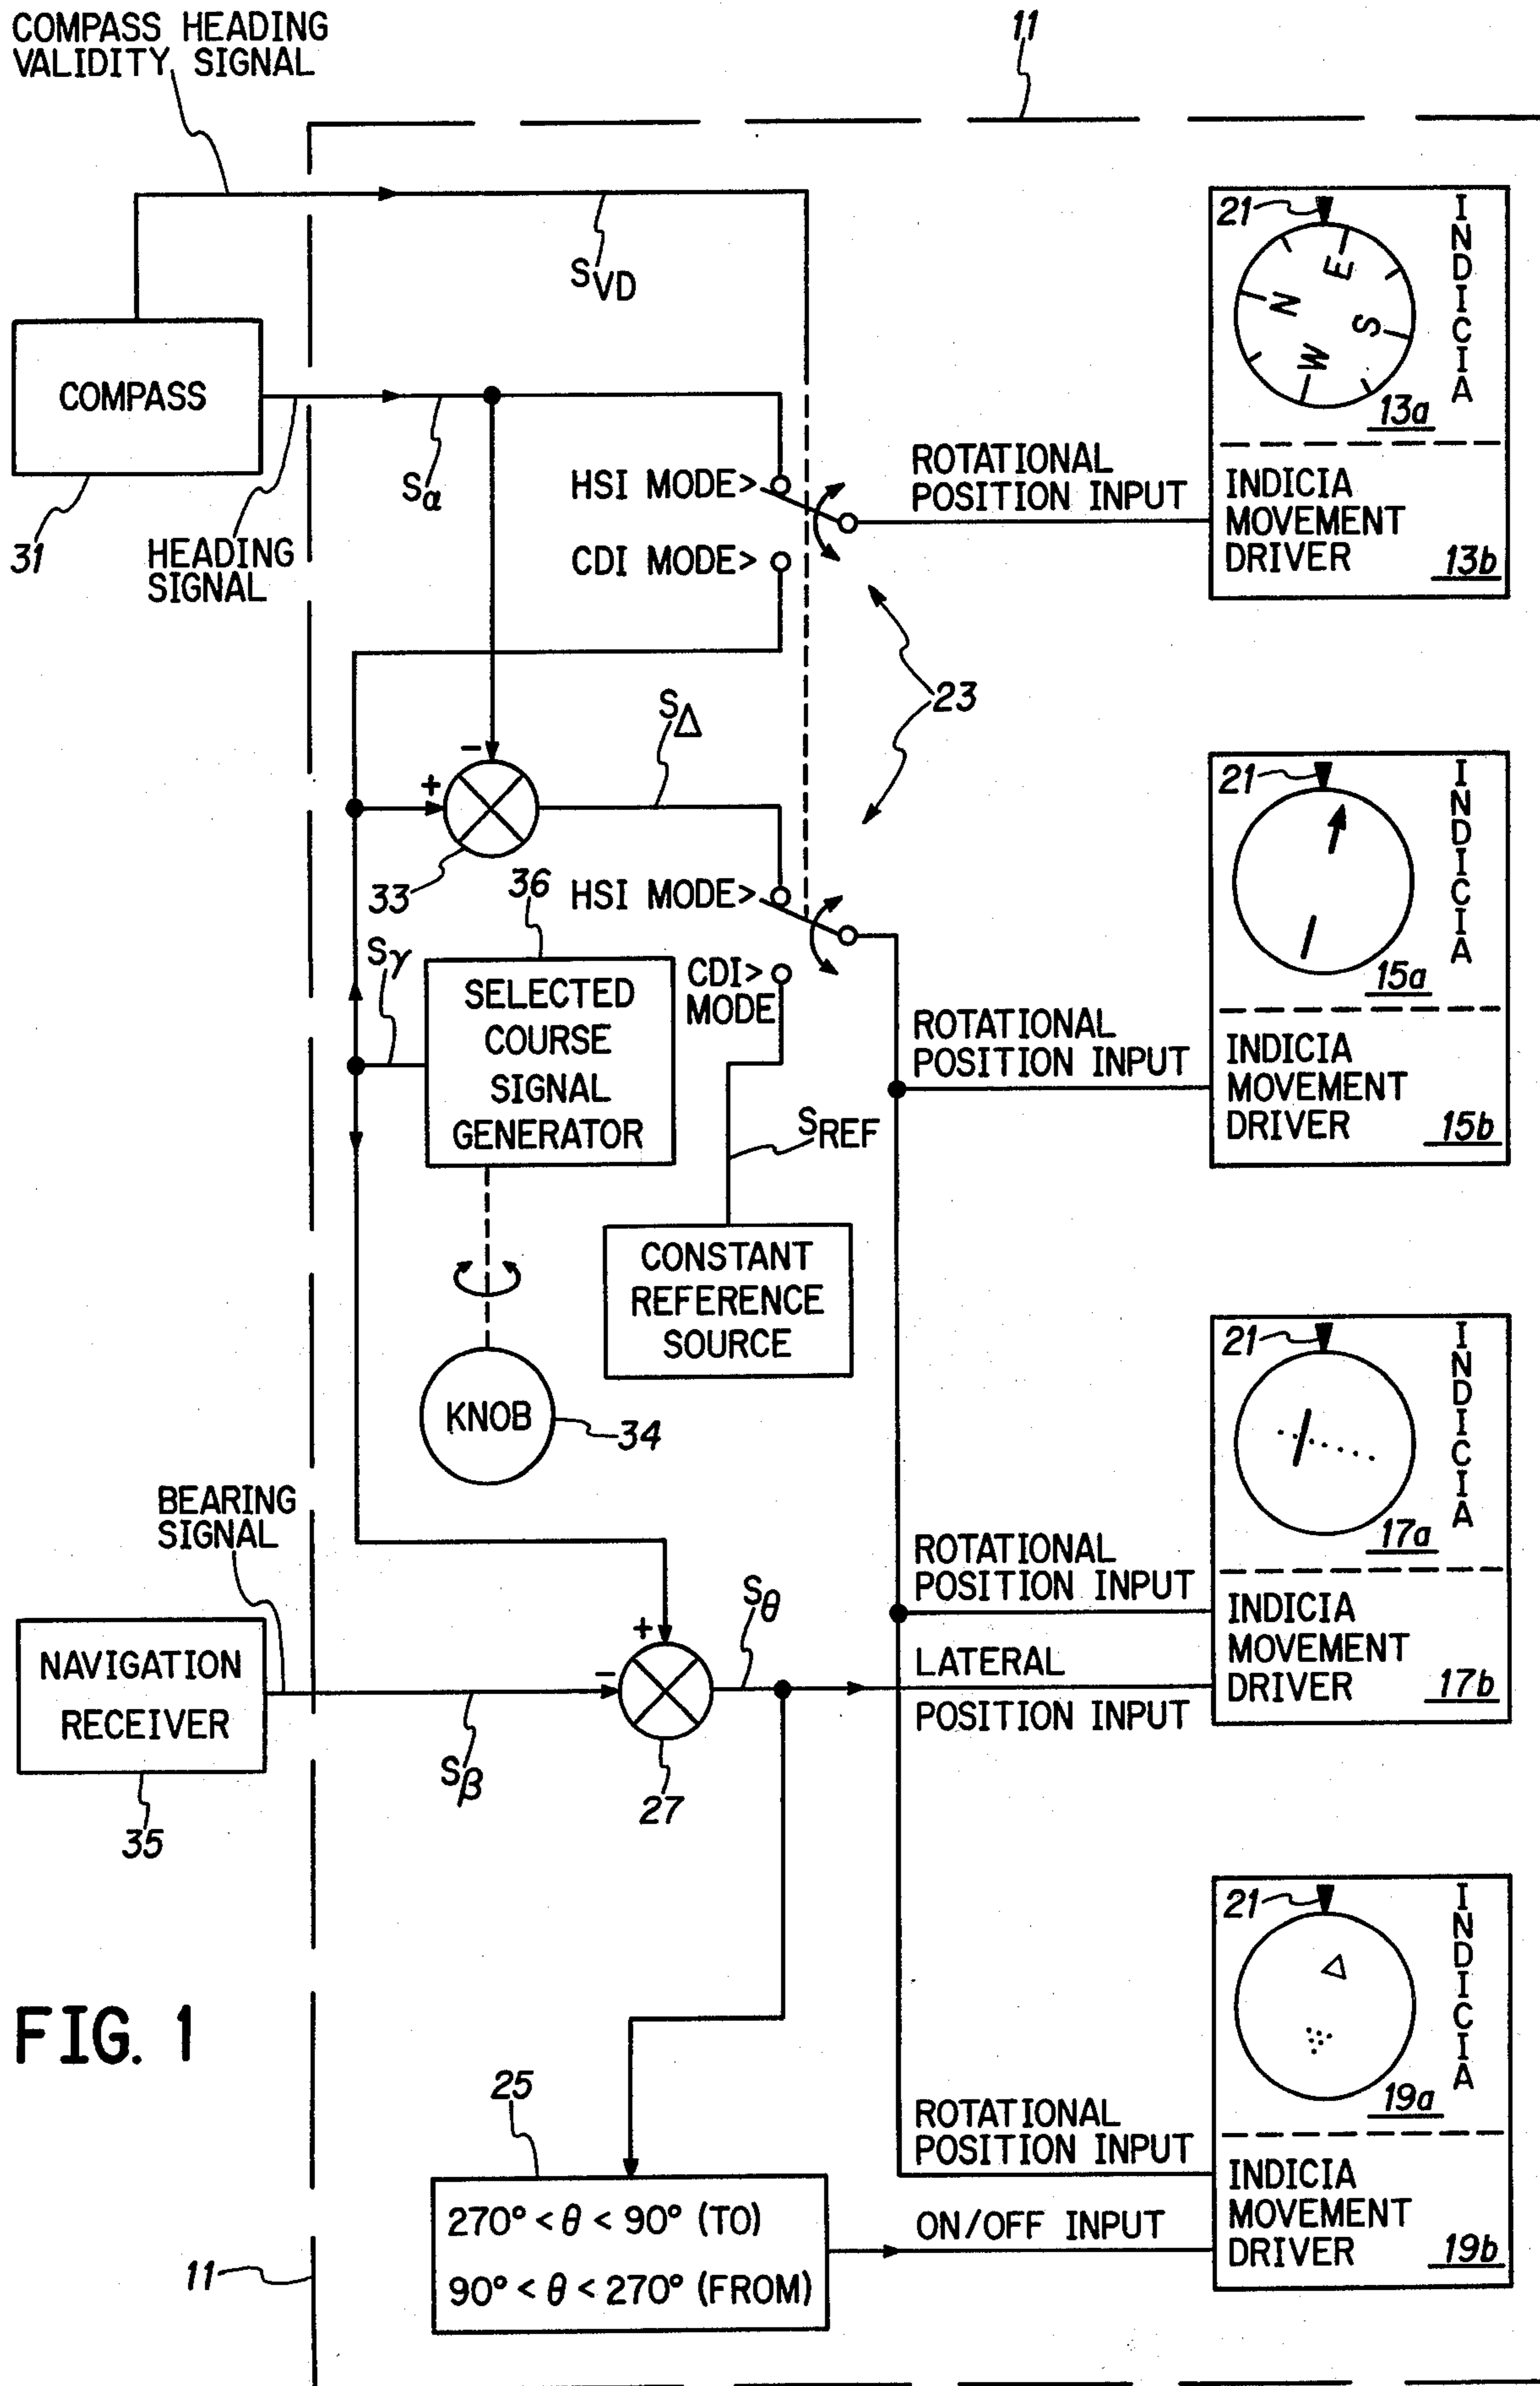 COMPASS HEADING
VALIDITY SIGNAL
11
S_VD
COMPASS
31
HEADING
SIGNAL
Sα
HSI MODE>
CDI MODE>
ROTATIONAL
POSITION INPUT
21
N
E
S
W
INDICIA
13a
INDICIA
MOVEMENT
DRIVER
13b
23
SΔ
-
+
33
36
HSI MODE>
CDI>
MODE
Sγ
SELECTED
COURSE
SIGNAL
GENERATOR
S_REF
CONSTANT
REFERENCE
SOURCE
KNOB
34
ROTATIONAL
POSITION INPUT
21
INDICIA
15a
INDICIA
MOVEMENT
DRIVER
15b
BEARING
SIGNAL
NAVIGATION
RECEIVER
35
Sβ
+
-
27
Sθ
ROTATIONAL
POSITION INPUT
LATERAL
POSITION INPUT
21
INDICIA
17a
INDICIA
MOVEMENT
DRIVER
17b
FIG. 1
25
270° < θ < 90° (TO)
90° < θ < 270° (FROM)
11
ROTATIONAL
POSITION INPUT
ON/OFF INPUT
21
INDICIA
19a
INDICIA
MOVEMENT
DRIVER
19b